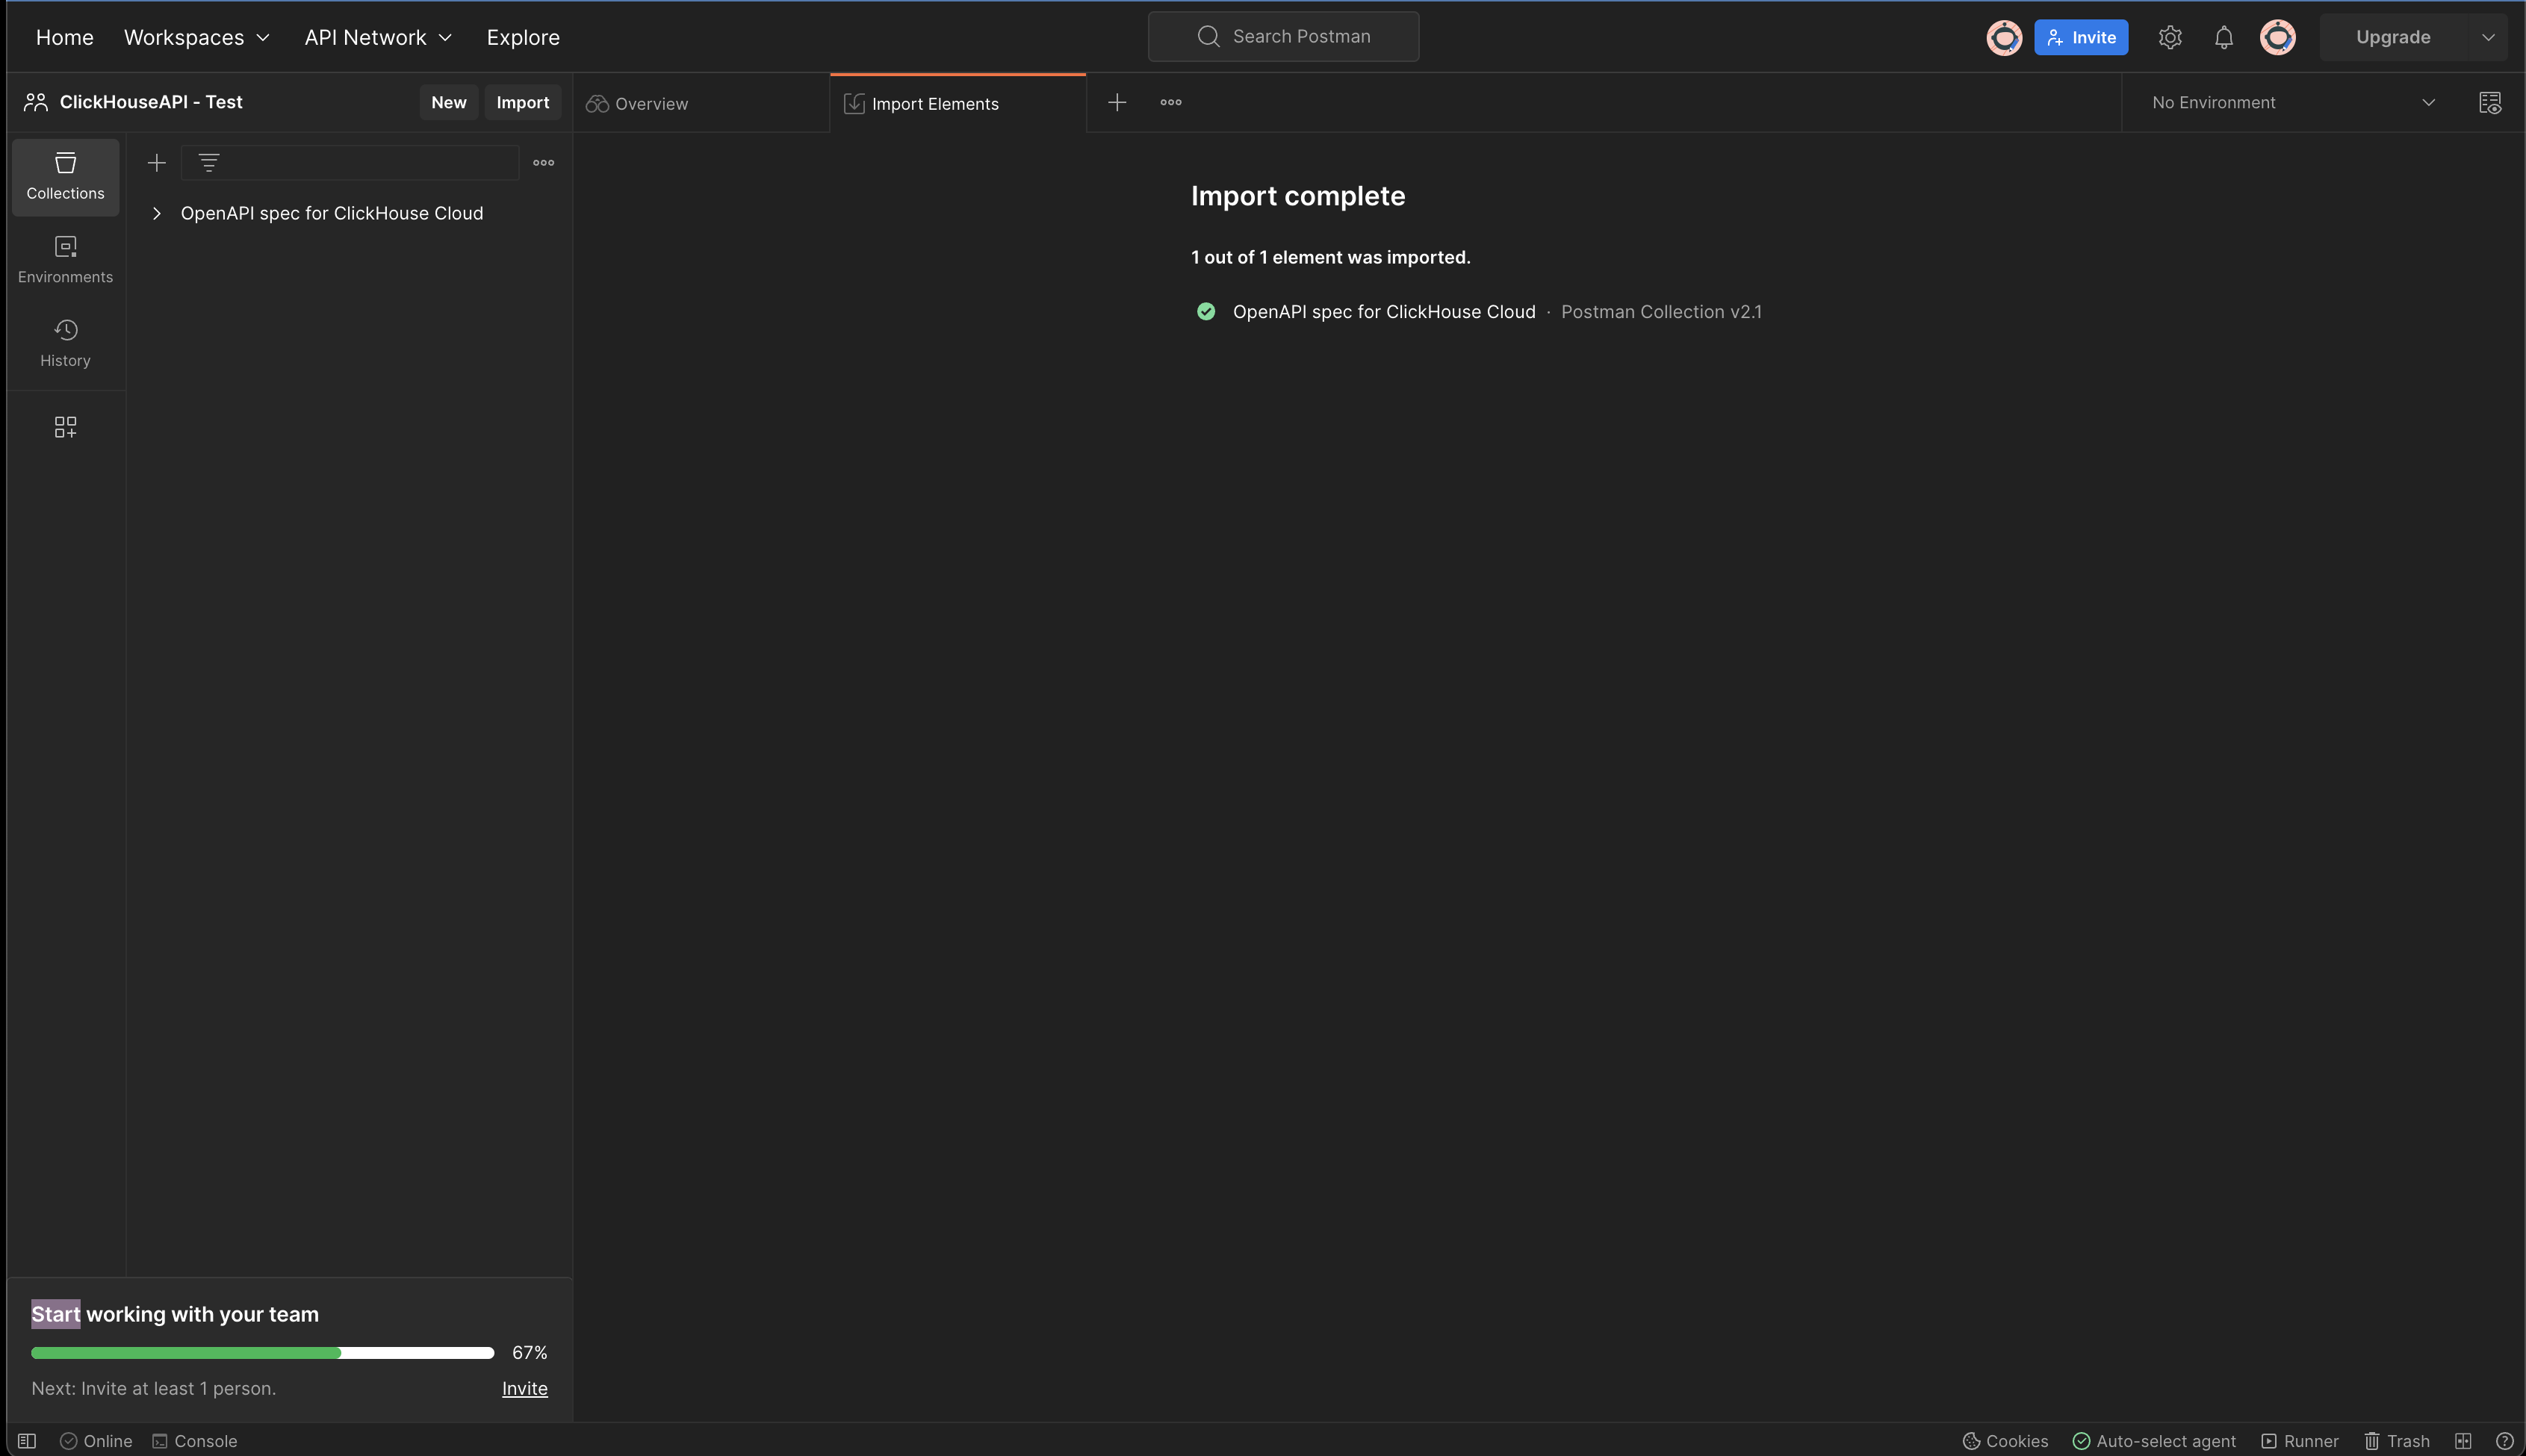 Home Workspaces API Network Explore Search Postman Invite Upgrade
ClickHouseAPI - Test New Import Overview Import Elements No Environment
Collections
Environments
History
OpenAPI spec for ClickHouse Cloud
Import complete
1 out of 1 element was imported.
OpenAPI spec for ClickHouse Cloud · Postman Collection v2.1
Start working with your team
67%
Next: Invite at least 1 person. Invite
Online Console Cookies Auto-select agent Runner Trash